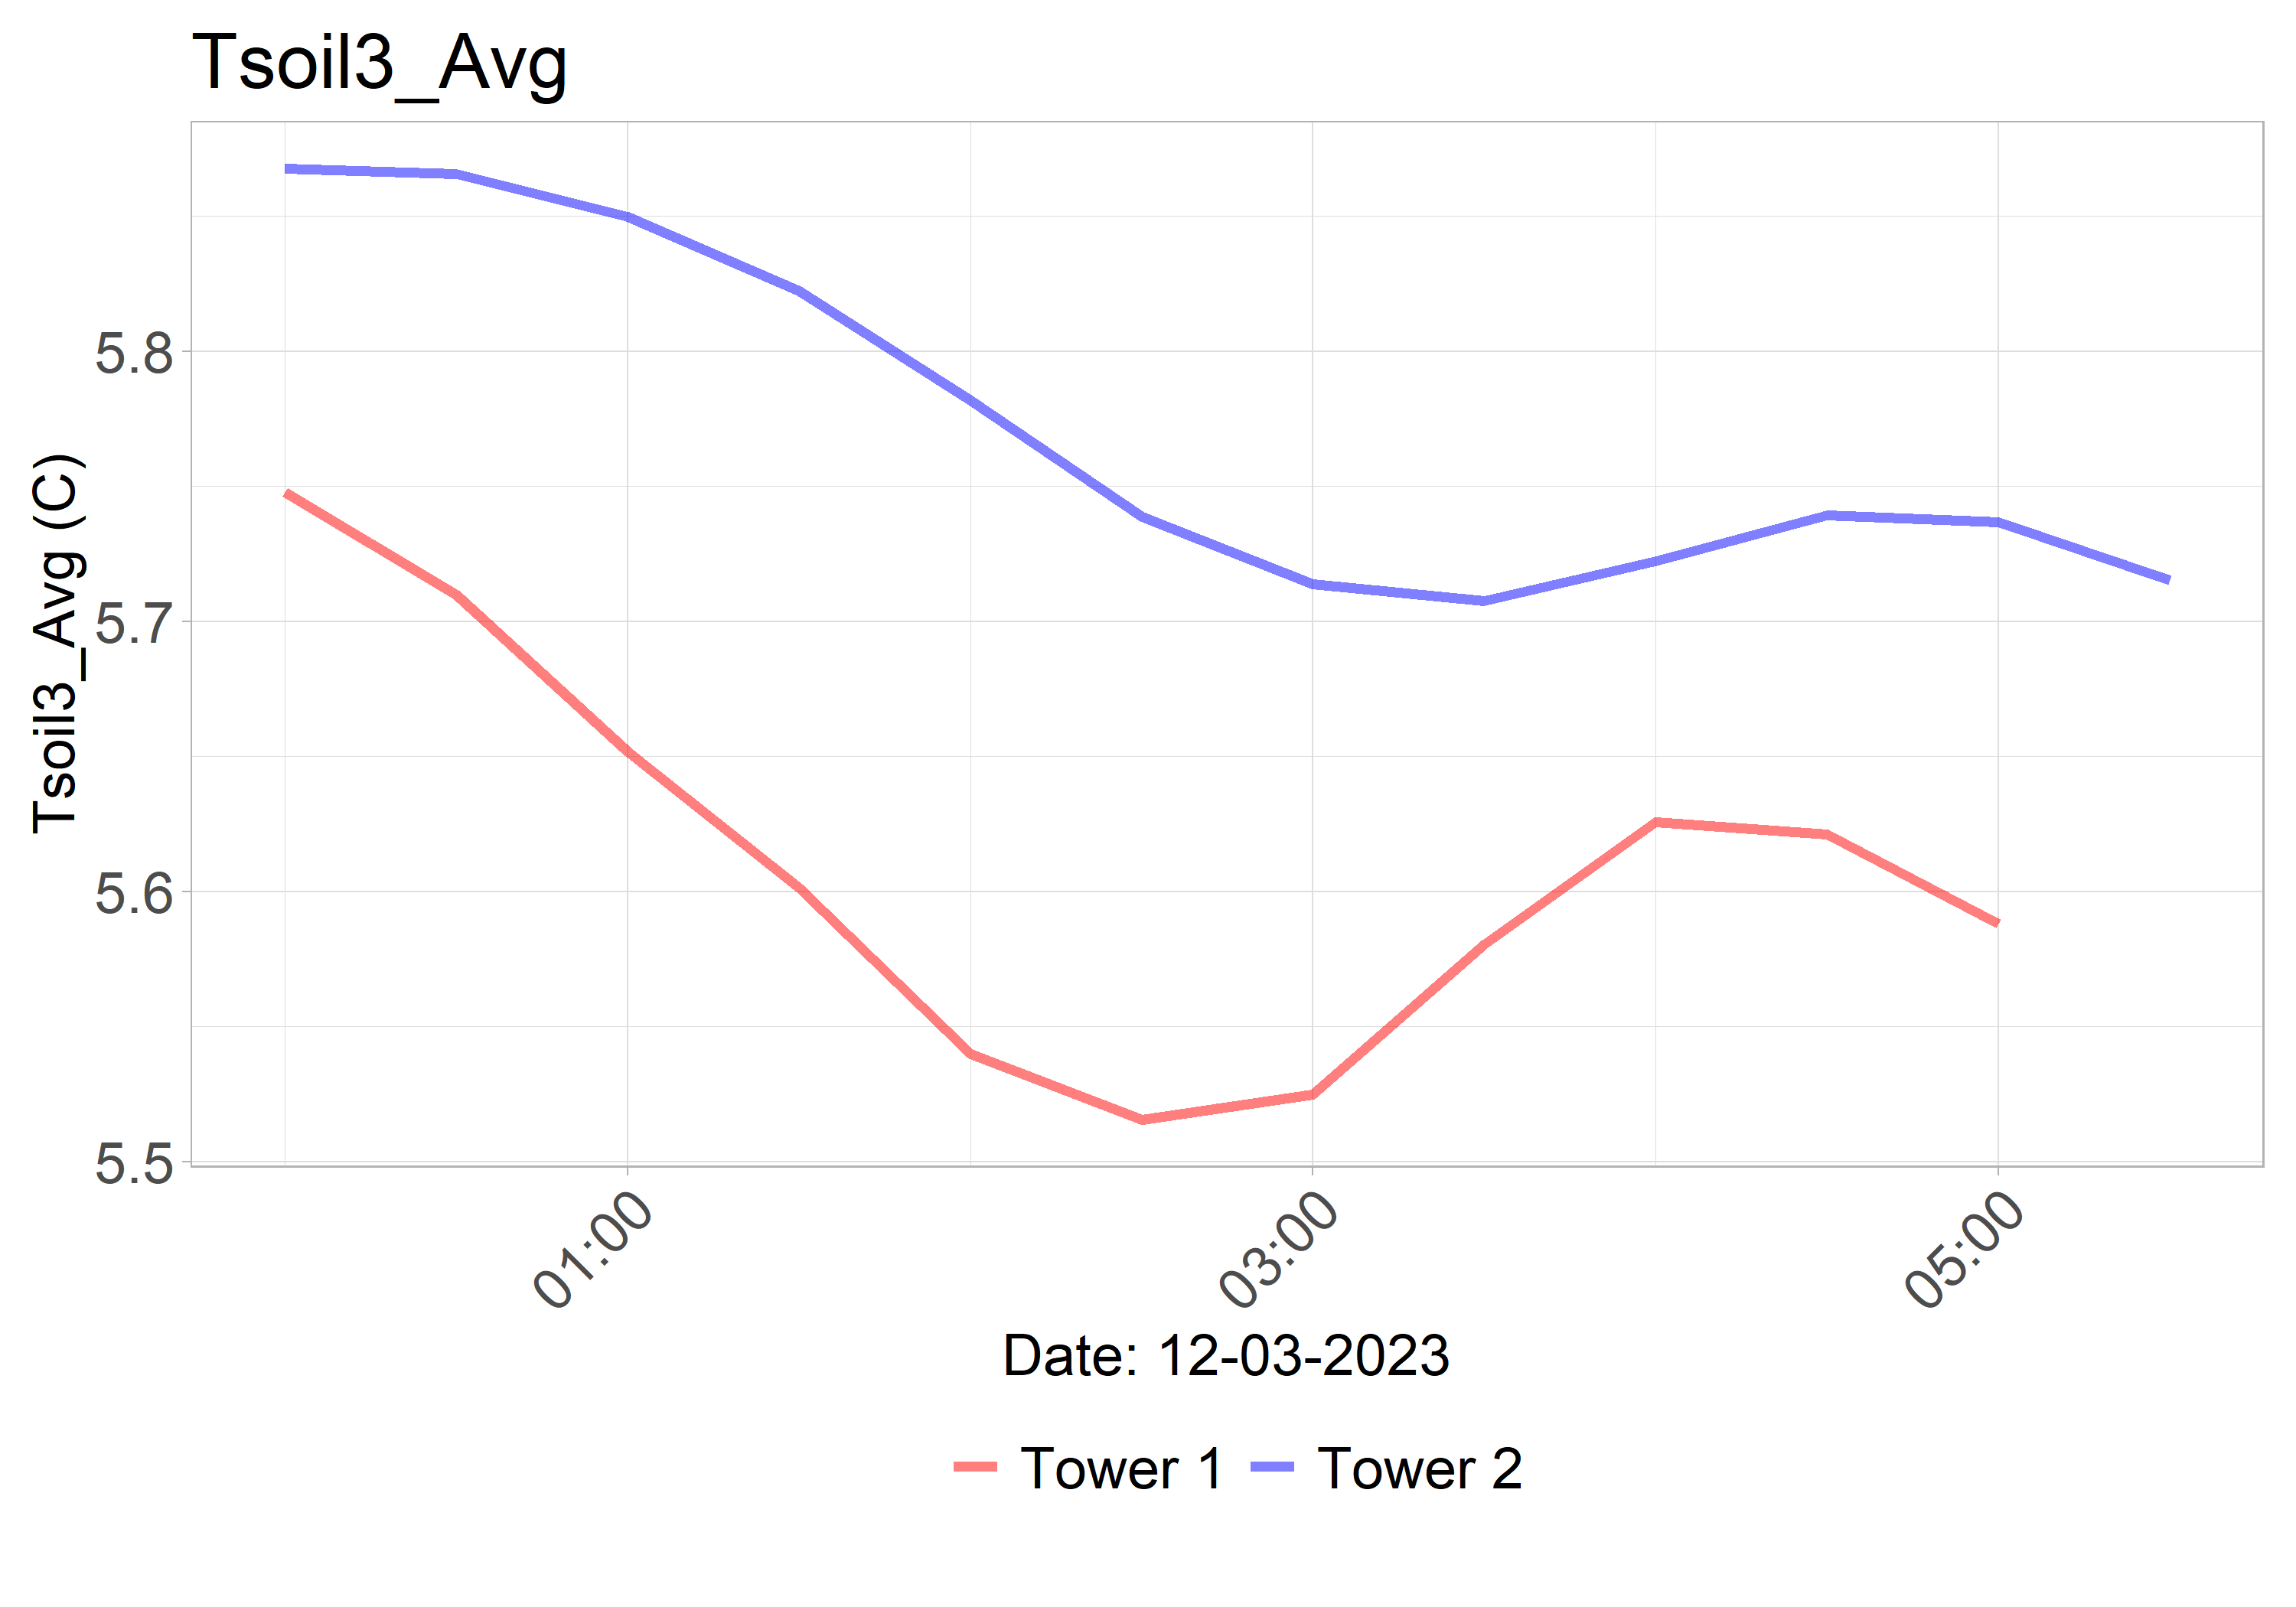 Tsoil3_Avg
Tsoil3_Avg (C)
5.8
5.7
5.6
5.5
01:00
03:00
05:00
Date: 12-03-2023
Tower 1
Tower 2